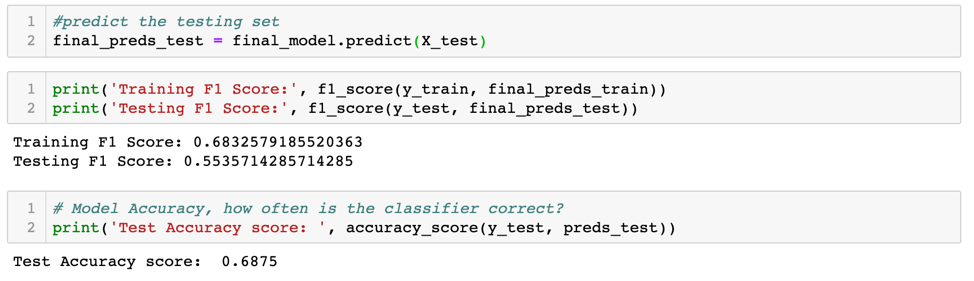 1 #predict the testing set
2 final_preds_test = final_model.predict(X_test)
1 print('Training F1 Score:', f1_score(y_train, final_preds_train))
2 print('Testing F1 Score:', f1_score(y_test, final_preds_test))
Training F1 Score: 0.6832579185520363
Testing F1 Score: 0.5535714285714285
1 # Model Accuracy, how often is the classifier correct?
2 print('Test Accuracy score: ', accuracy_score(y_test, preds_test))
Test Accuracy score:  0.6875